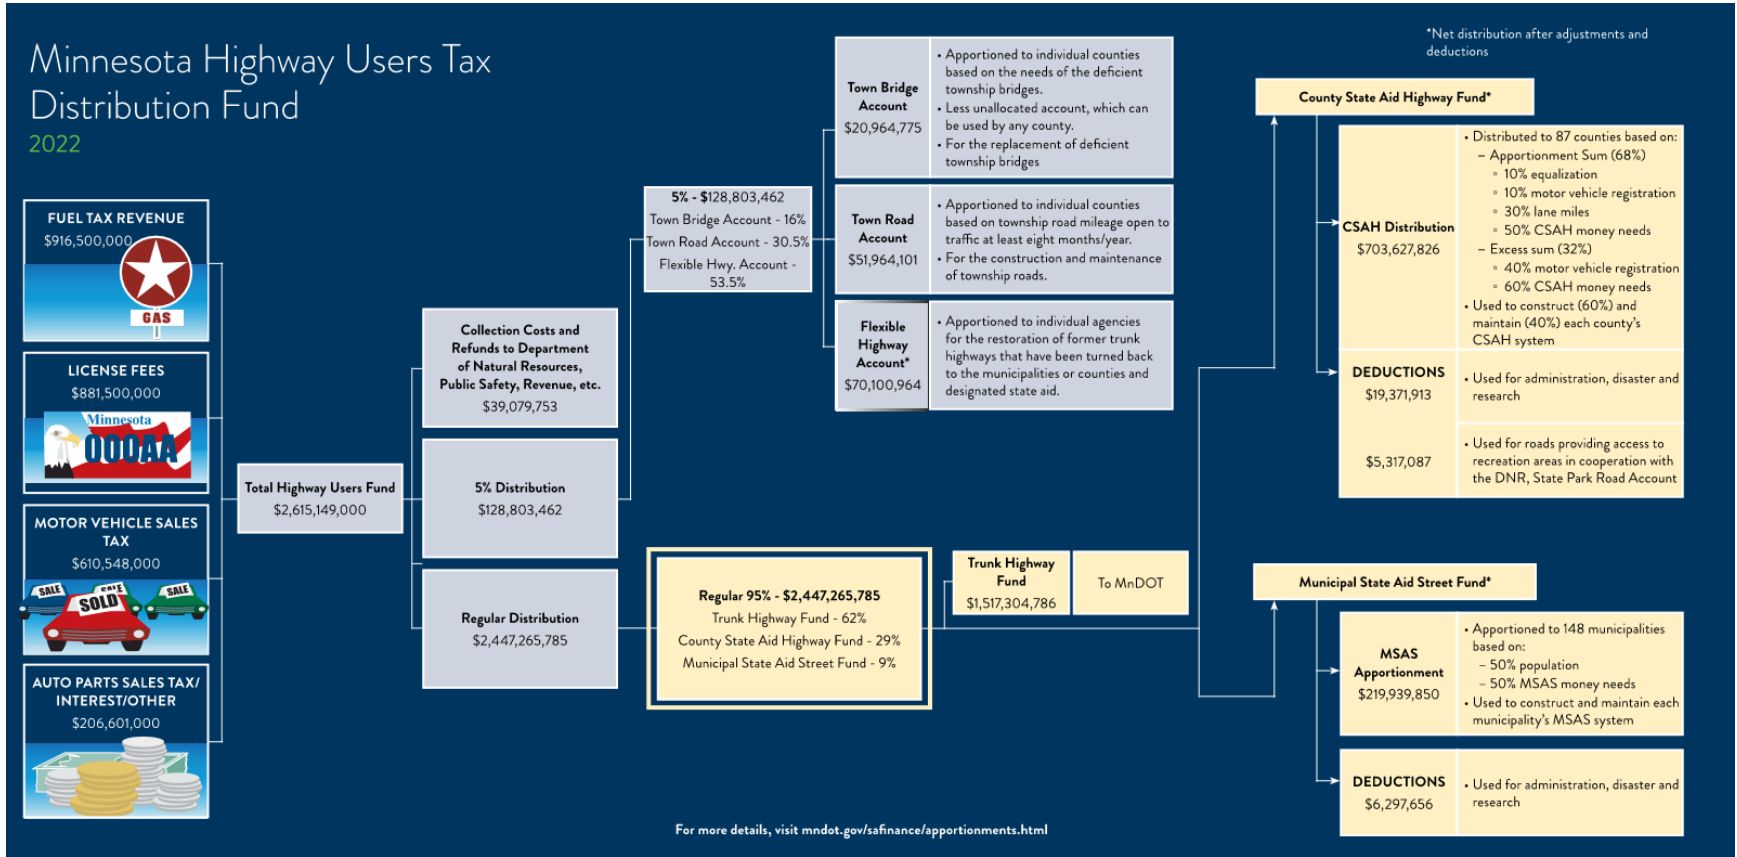 Minnesota Highway Users Tax
Distribution Fund
2022
FUEL TAX REVENUE
$916,500,000
GAS
LICENSE FEES
$881,500,000
Minnesota
000AA
MOTOR VEHICLE SALES
TAX
$610,548,000
SALE
SALE
SALE
SOLD
AUTO PARTS SALES TAX/
INTEREST/OTHER
$206,601,000
Total Highway Users Fund
$2,615,149,000
Collection Costs and
Refunds to Department
of Natural Resources,
Public Safety, Revenue, etc.
$39,079,753
5% Distribution
$128,803,462
Regular Distribution
$2,447,265,785
5% - $128,803,462
Town Bridge Account - 16%
Town Road Account - 30.5%
Flexible Hwy. Account -
53.5%
Town Bridge
Account
$20,964,775
• Apportioned to individual counties
based on the needs of the deficient
township bridges.
• Less unallocated account, which can
be used by any county.
• For the replacement of deficient
township bridges
Town Road
Account
$51,964,101
• Apportioned to individual counties
based on township road mileage open to
traffic at least eight months/year.
• For the construction and maintenance
of township roads.
Flexible
Highway
Account*
$70,100,964
• Apportioned to individual agencies
for the restoration of former trunk
highways that have been turned back
to the municipalities or counties and
designated state aid.
Regular 95% - $2,447,265,785
Trunk Highway Fund - 62%
County State Aid Highway Fund - 29%
Municipal State Aid Street Fund - 9%
Trunk Highway
Fund
$1,517,304,786
To MnDOT
*Net distribution after adjustments and
deductions
County State Aid Highway Fund*
CSAH Distribution
$703,627,826
• Distributed to 87 counties based on:
– Apportionment Sum (68%)
◦ 10% equalization
◦ 10% motor vehicle registration
◦ 30% lane miles
◦ 50% CSAH money needs
– Excess sum (32%)
◦ 40% motor vehicle registration
◦ 60% CSAH money needs
• Used to construct (60%) and
maintain (40%) each county's
CSAH system
DEDUCTIONS
$19,371,913
• Used for administration, disaster and
research
$5,317,087
• Used for roads providing access to
recreation areas in cooperation with
the DNR, State Park Road Account
Municipal State Aid Street Fund*
MSAS
Apportionment
$219,939,850
• Apportioned to 148 municipalities
based on:
– 50% population
– 50% MSAS money needs
• Used to construct and maintain each
municipality's MSAS system
DEDUCTIONS
$6,297,656
• Used for administration, disaster and
research
For more details, visit mndot.gov/safinance/apportionments.html